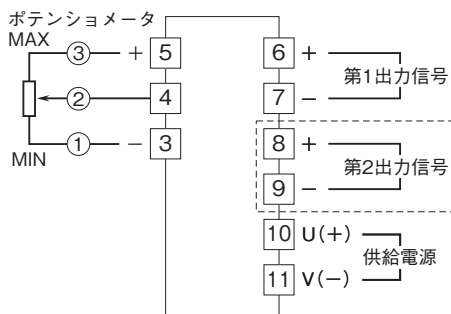 ポテンショメータ
MAX
③ + 5
② 4
① − 3
MIN
6 +
7 −
第1出力信号
8 +
9 −
第2出力信号
10 U(+)
11 V(−)
供給電源